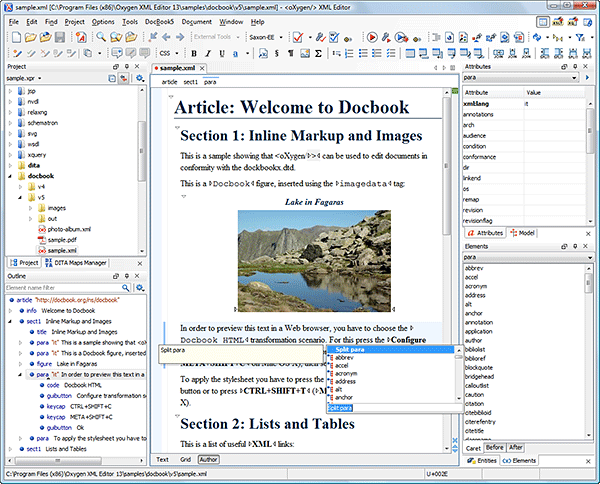 sample.xml [C:\Program Files (x86)\Oxygen XML Editor 13\samples\docbook\v5\sample.xml] - <oXygen/> XML Editor
File Edit Find Project Options Tools DocBook5 Document Window Help
External Tools Saxon-EE
CSS
Project
sample.xpr
jsp
nvdl
relaxng
schematron
svg
wsdl
xquery
dita
docbook
v4
v5
images
out
photo-album.xml
sample.pdf
sample.xml
Project DITA Maps Manager
Outline
Element name filter
article "http://docbook.org/ns/docbook"
info Welcome to Docbook
sect1 Inline Markup and Images
title Inline Markup and Images
para "it" This is a sample showing that <o
para "it" This is a Docbook figure, inserted
figure Lake in Fagaras
para "it" In order to preview this text in a
code Docbook HTML
guibutton Configure transformation s
keycap CTRL+SHIFT+C
keycap META+SHIFT+C
guibutton Ok
para To apply the stylesheet you have to
sect1 Lists and Tables
sample.xml
article sect1 para
Article: Welcome to Docbook
Section 1: Inline Markup and Images
This is a sample showing that <oXygen/> can be used to edit documents in
conformity with the dockbookx.dtd.
This is a Docbook figure, inserted using the imagedata tag:
Lake in Fagaras
In order to preview this text in a Web browser, you have to choose the
Docbook HTML transformation scenario. For this press the Configure
Split para
To apply the stylesheet you have to press the
button or to press CTRL+SHIFT+T (M
X).
Split para
abbrev
accel
acronym
address
alt
anchor
Split para
Section 2: Lists and Tables
This is a list of useful XML links:
Text Grid Author
Attributes
para
Attribute Value
xml:lang it
annotations
arch
audience
condition
conformance
dir
linkend
os
remap
revision
revisionflag
Attributes Model
Elements
para
abbrev
accel
acronym
address
alt
anchor
annotation
application
author
biblioref
blockquote
bridgehead
caution
citation
citebiblioid
citerefentry
citetitle
Caret Before After
Entities Elements
C:\Program Files (x86)\Oxygen XML Editor 13\samples\docbook\v5\sample.xml U+002E